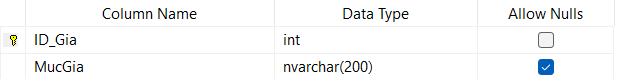 Column Name Data Type Allow Nulls
ID_Gia int
MucGia nvarchar(200)